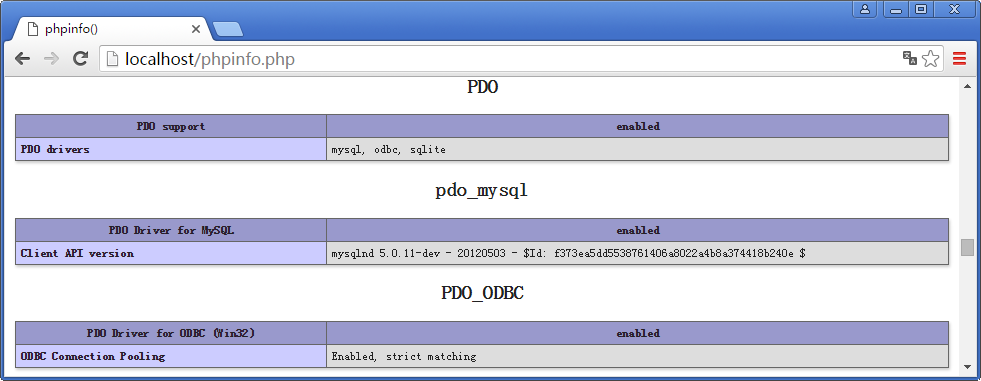 phpinfo()
localhost/phpinfo.php
PDO
PDO support enabled
PDO drivers mysql, odbc, sqlite
pdo_mysql
PDO Driver for MySQL enabled
Client API version mysqlnd 5.0.11-dev - 20120503 - $Id: f373ea5dd5538761406a8022a4b8a374418b240e $
PDO_ODBC
PDO Driver for ODBC (Win32) enabled
ODBC Connection Pooling Enabled, strict matching